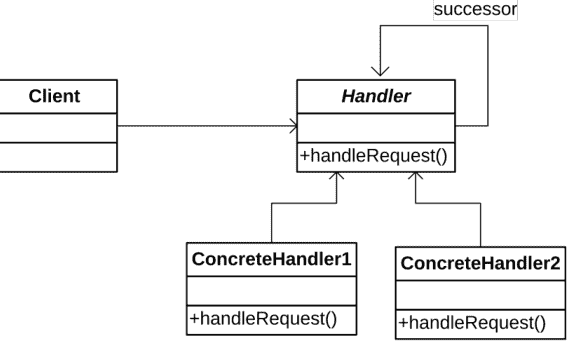 successor
Client
Handler
+handleRequest()
ConcreteHandler1
+handleRequest()
ConcreteHandler2
+handleRequest()